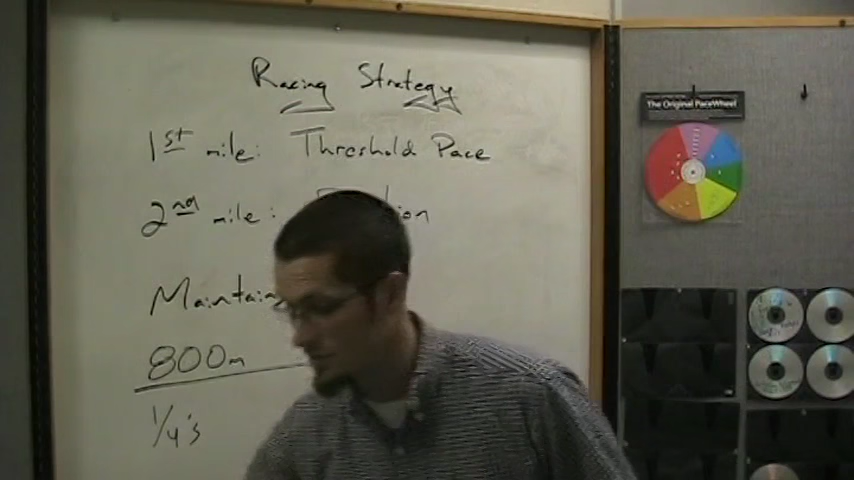 Racing Strategy
1st mile: Threshold Pace
2nd mile:
Maintain
800m
1/4's
The Original PaceWheel